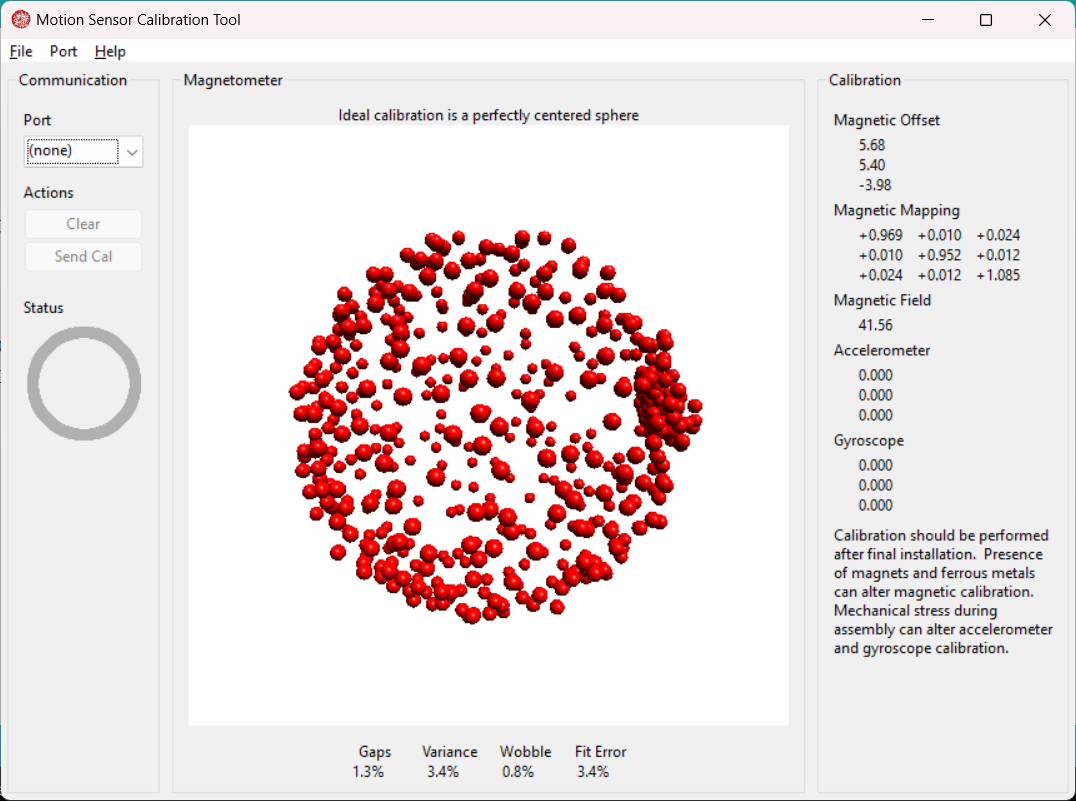 Motion Sensor Calibration Tool
File Port Help
Communication
Port
(none)
Actions
Clear
Send Cal
Status
Magnetometer
Ideal calibration is a perfectly centered sphere
Gaps Variance Wobble Fit Error
1.3% 3.4% 0.8% 3.4%
Calibration
Magnetic Offset
5.68
5.40
-3.98
Magnetic Mapping
+0.969 +0.010 +0.024
+0.010 +0.952 +0.012
+0.024 +0.012 +1.085
Magnetic Field
41.56
Accelerometer
0.000
0.000
0.000
Gyroscope
0.000
0.000
0.000
Calibration should be performed
after final installation. Presence
of magnets and ferrous metals
can alter magnetic calibration.
Mechanical stress during
assembly can alter accelerometer
and gyroscope calibration.